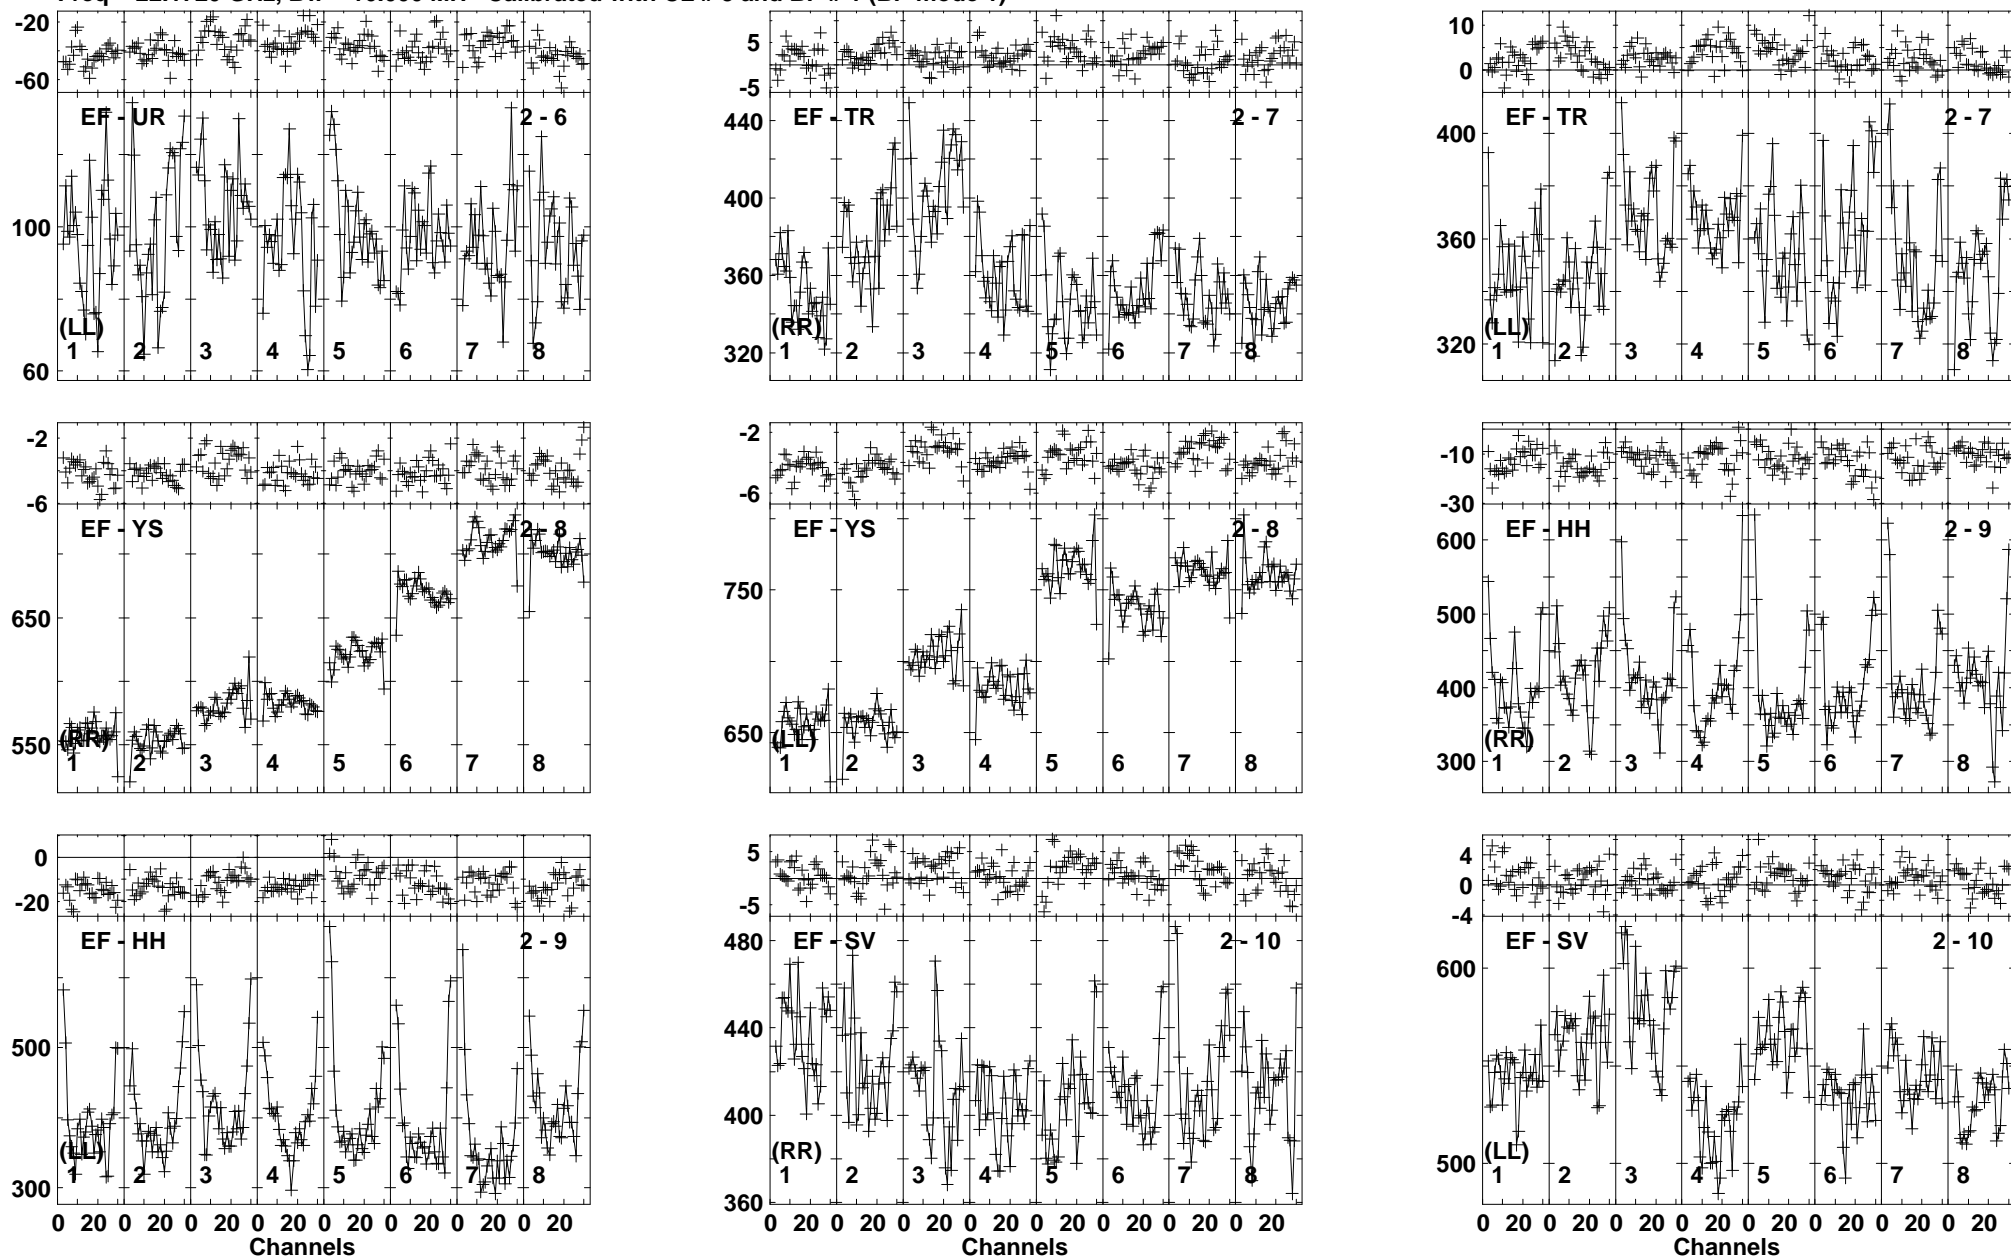 -20
-60
EF - UR 2 - 6
100
(LL)
1 2 3 4 5 6 7 8
60
5
-5
440
EF - TR 2 - 7
400
360
(RR)
320
1 2 3 4 5 6 7 8
10
0
EF - TR 2 - 7
400
360
(LL)
320
1 2 3 4 5 6 7 8
-2
-6
EF - YS 2 - 8
650
(RR)
550
1 2 3 4 5 6 7 8
-2
-6
EF - YS 2 - 8
750
650
(LL)
1 2 3 4 5 6 7 8
-10
-30
600
EF - HH 2 - 9
500
400
(RR)
300
1 2 3 4 5 6 7 8
0
-20
EF - HH 2 - 9
500
(LL)
300
1 2 3 4 5 6 7 8
0 20 0 20 0 20 0 20 0 20 0 20 0 20 0 20
Channels
5
-5
480
EF - SV 2 - 10
440
400
(RR)
360
1 2 3 4 5 6 7 8
0 20 0 20 0 20 0 20 0 20 0 20 0 20 0 20
Channels
4
0
-4
EF - SV 2 - 10
600
(LL)
500
1 2 3 4 5 6 7 8
0 20 0 20 0 20 0 20 0 20 0 20 0 20 0 20
Channels